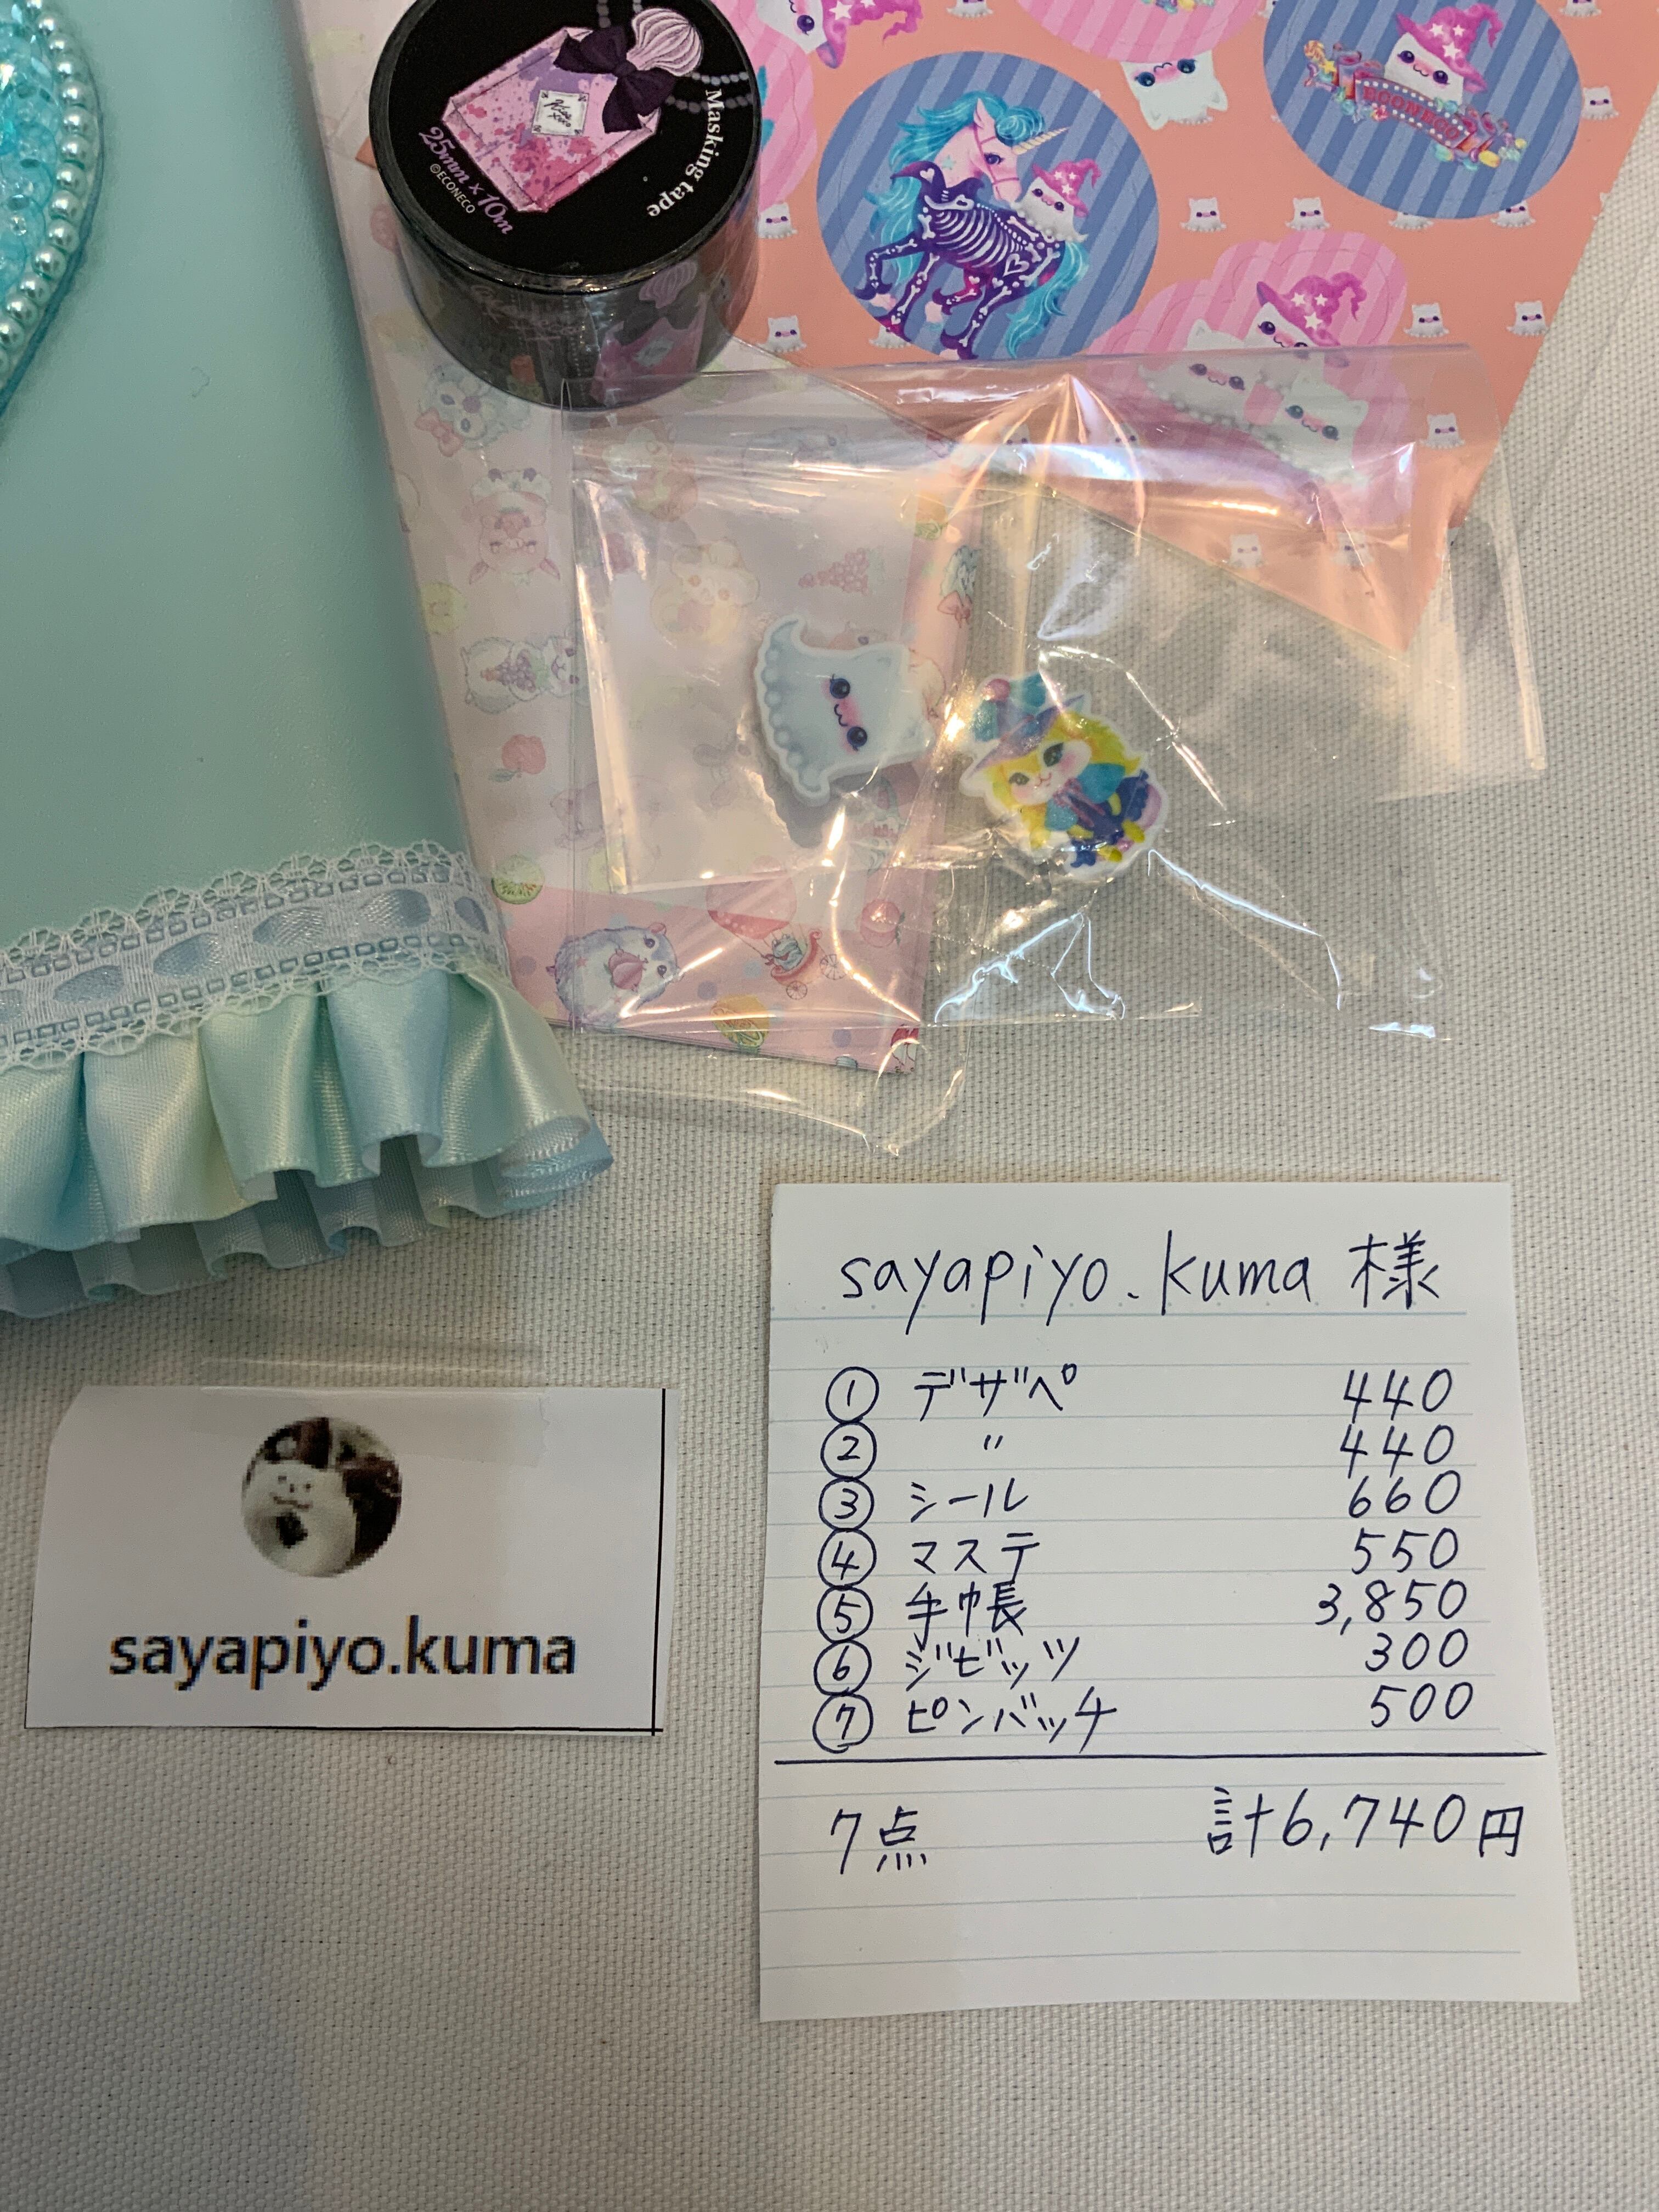 Masking tape
25mm x 10m
©ECONECO
ECONECO
sayapiyo.kuma 様
① デザペ 440
② 〃 440
③ シール 660
④ マステ 550
⑤ 手帳 3,850
⑥ ジビッツ 300
⑦ ピンバッチ 500
7点 計6,740円
sayapiyo.kuma